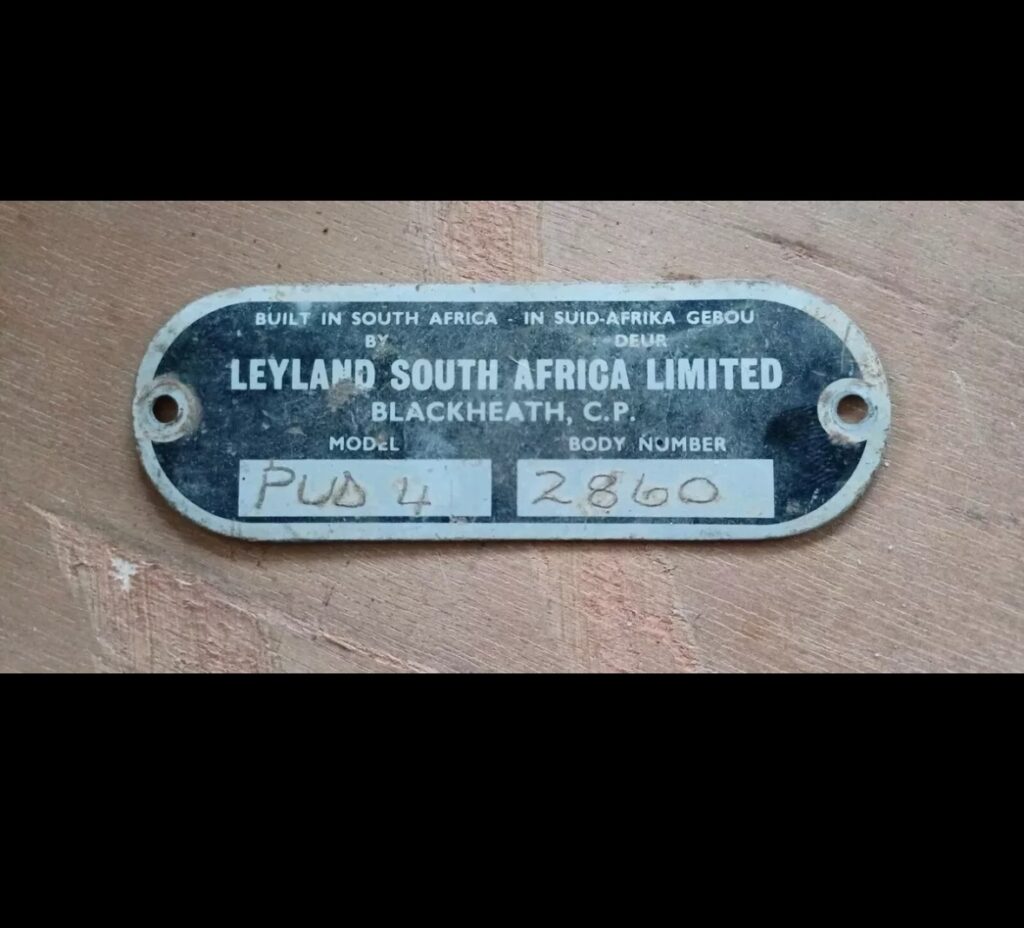 BUILT IN SOUTH AFRICA - IN SUID-AFRIKA GEBOU
BY DEUR
LEYLAND SOUTH AFRICA LIMITED
BLACKHEATH, C.P.
MODEL BODY NUMBER
PUD 4 2860